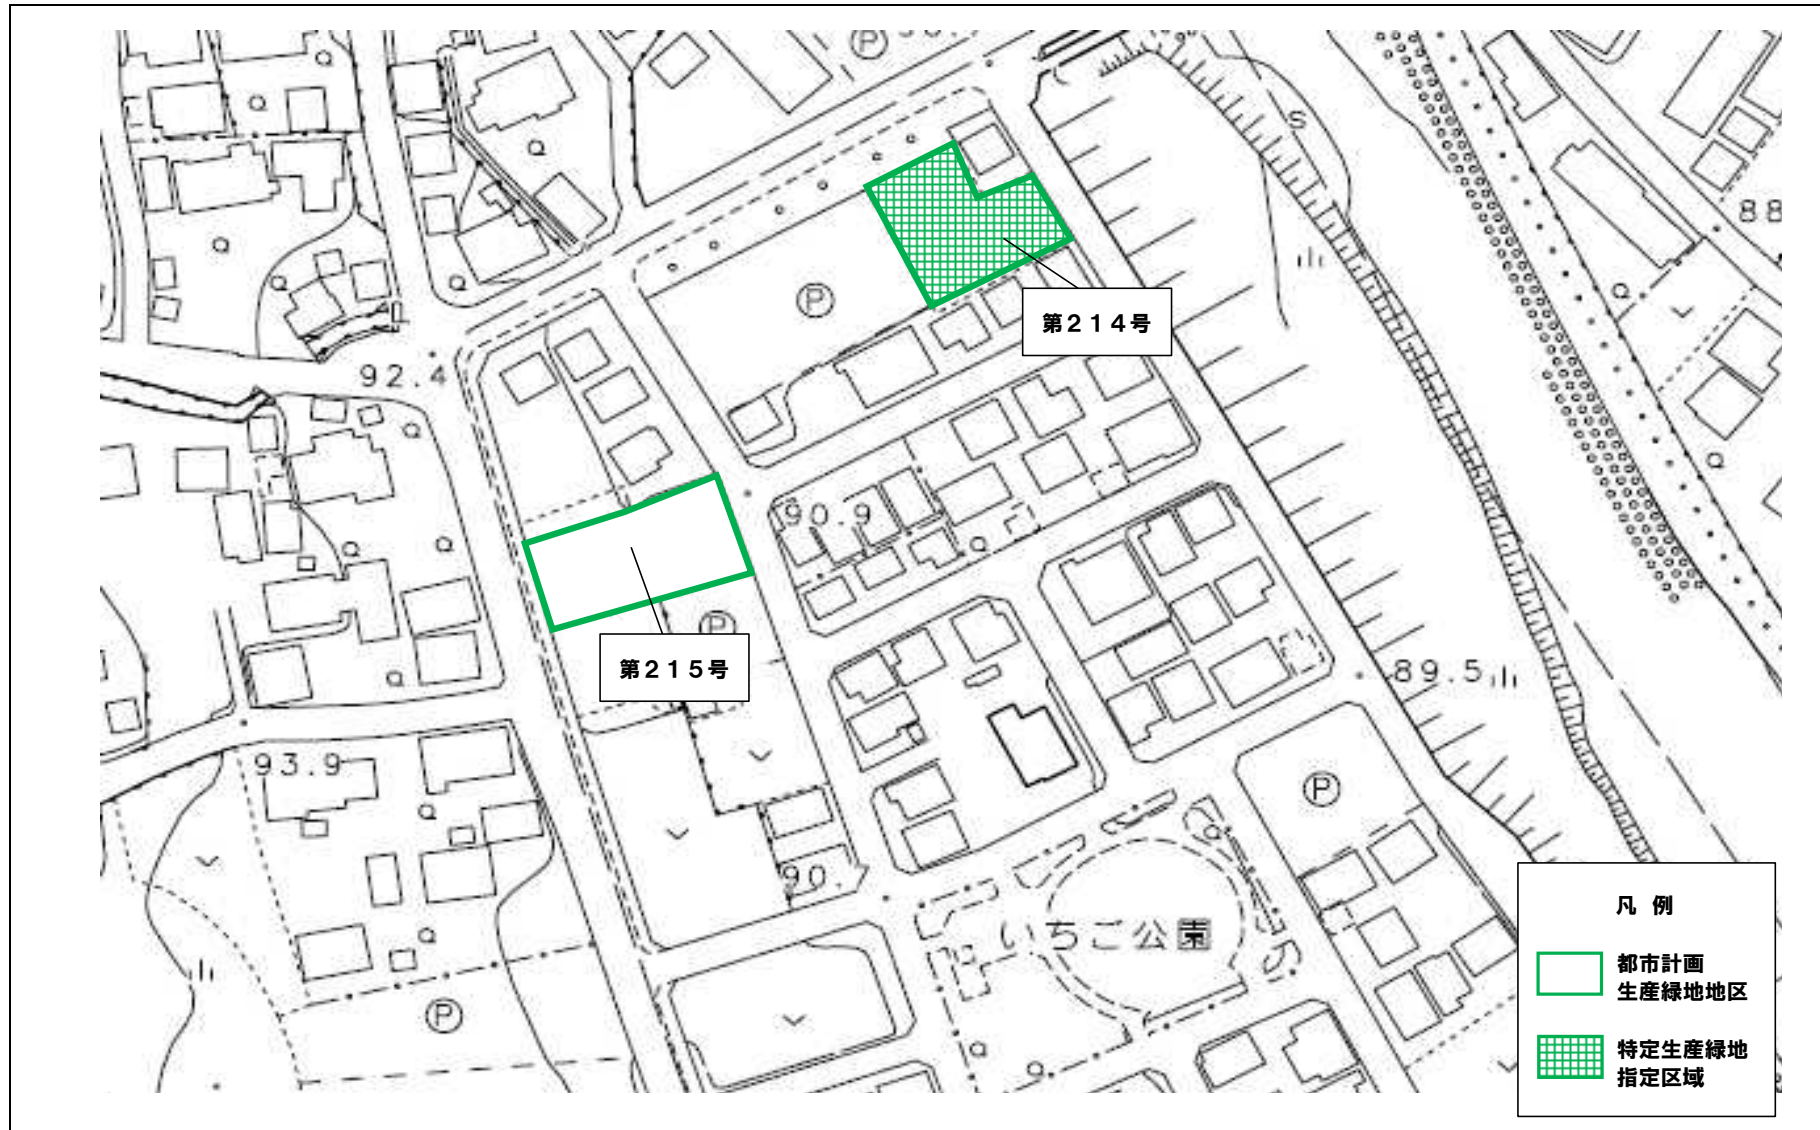 Ⓟ
第２１４号
Ⓟ
92.4
90.9
第２１５号
Ⓟ
89.5
93.9
Ⓟ
90.
いちご公園
Ⓟ
凡 例
都市計画
生産緑地地区
特定生産緑地
指定区域